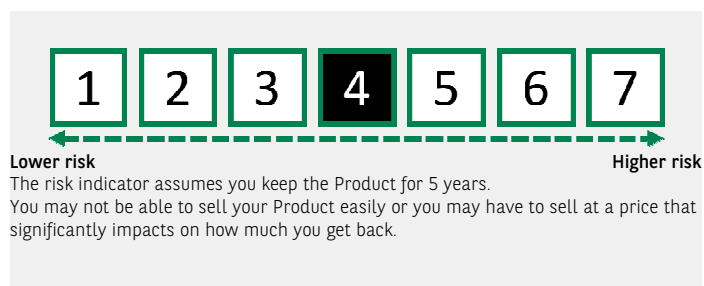 1 2 3 4 5 6 7
Lower risk Higher risk
The risk indicator assumes you keep the Product for 5 years.
You may not be able to sell your Product easily or you may have to sell at a price that
significantly impacts on how much you get back.